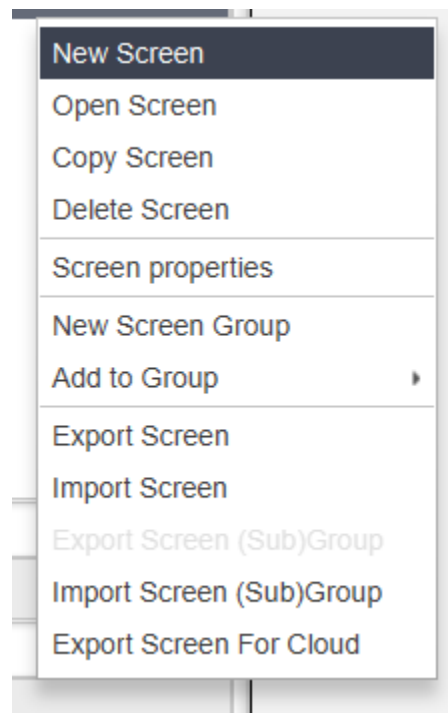 New Screen
Open Screen
Copy Screen
Delete Screen
Screen properties
New Screen Group
Add to Group
Export Screen
Import Screen
Export Screen (Sub)Group
Import Screen (Sub)Group
Export Screen For Cloud